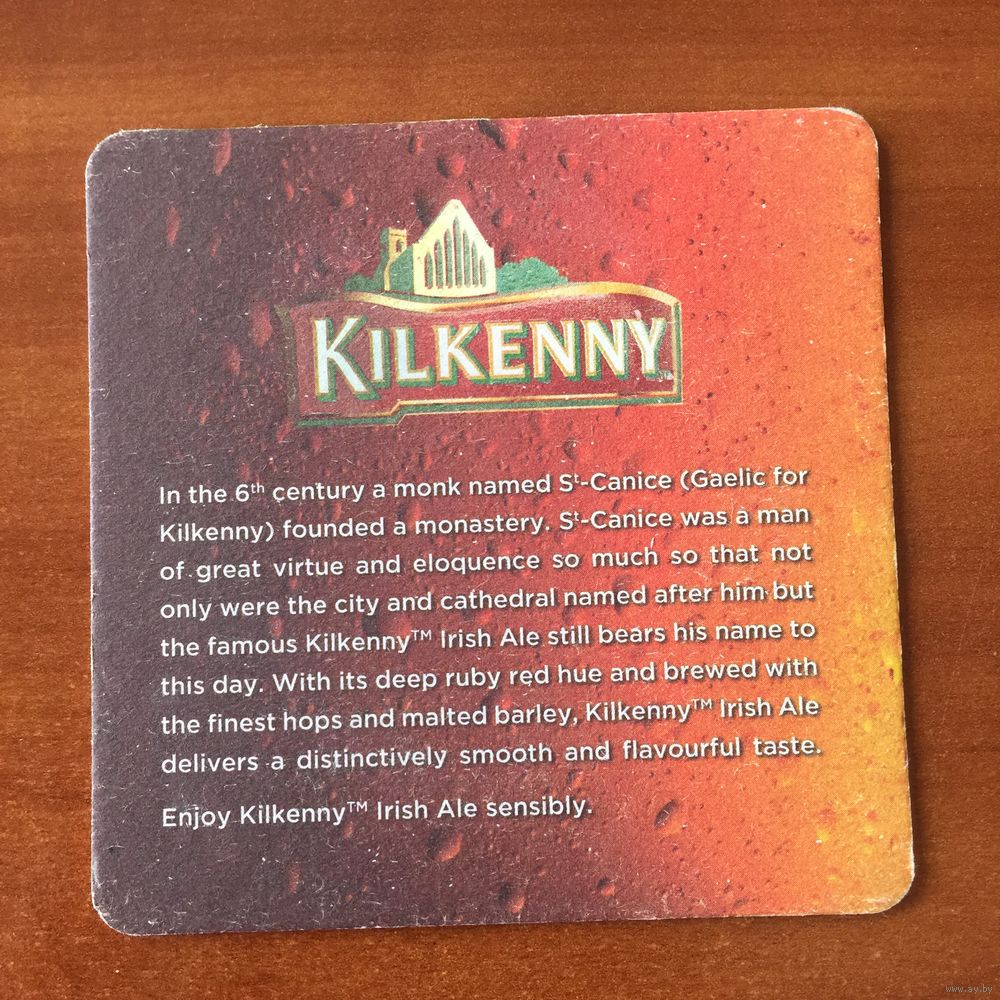 KILKENNY
In the 6th century a monk named St-Canice (Gaelic for
Kilkenny) founded a monastery. St-Canice was a man
of great virtue and eloquence so much so that not
only were the city and cathedral named after him but
the famous Kilkenny™ Irish Ale still bears his name to
this day. With its deep ruby red hue and brewed with
the finest hops and malted barley, Kilkenny™ Irish Ale
delivers a distinctively smooth and flavourful taste.
Enjoy Kilkenny™ Irish Ale sensibly.
www.ay.by